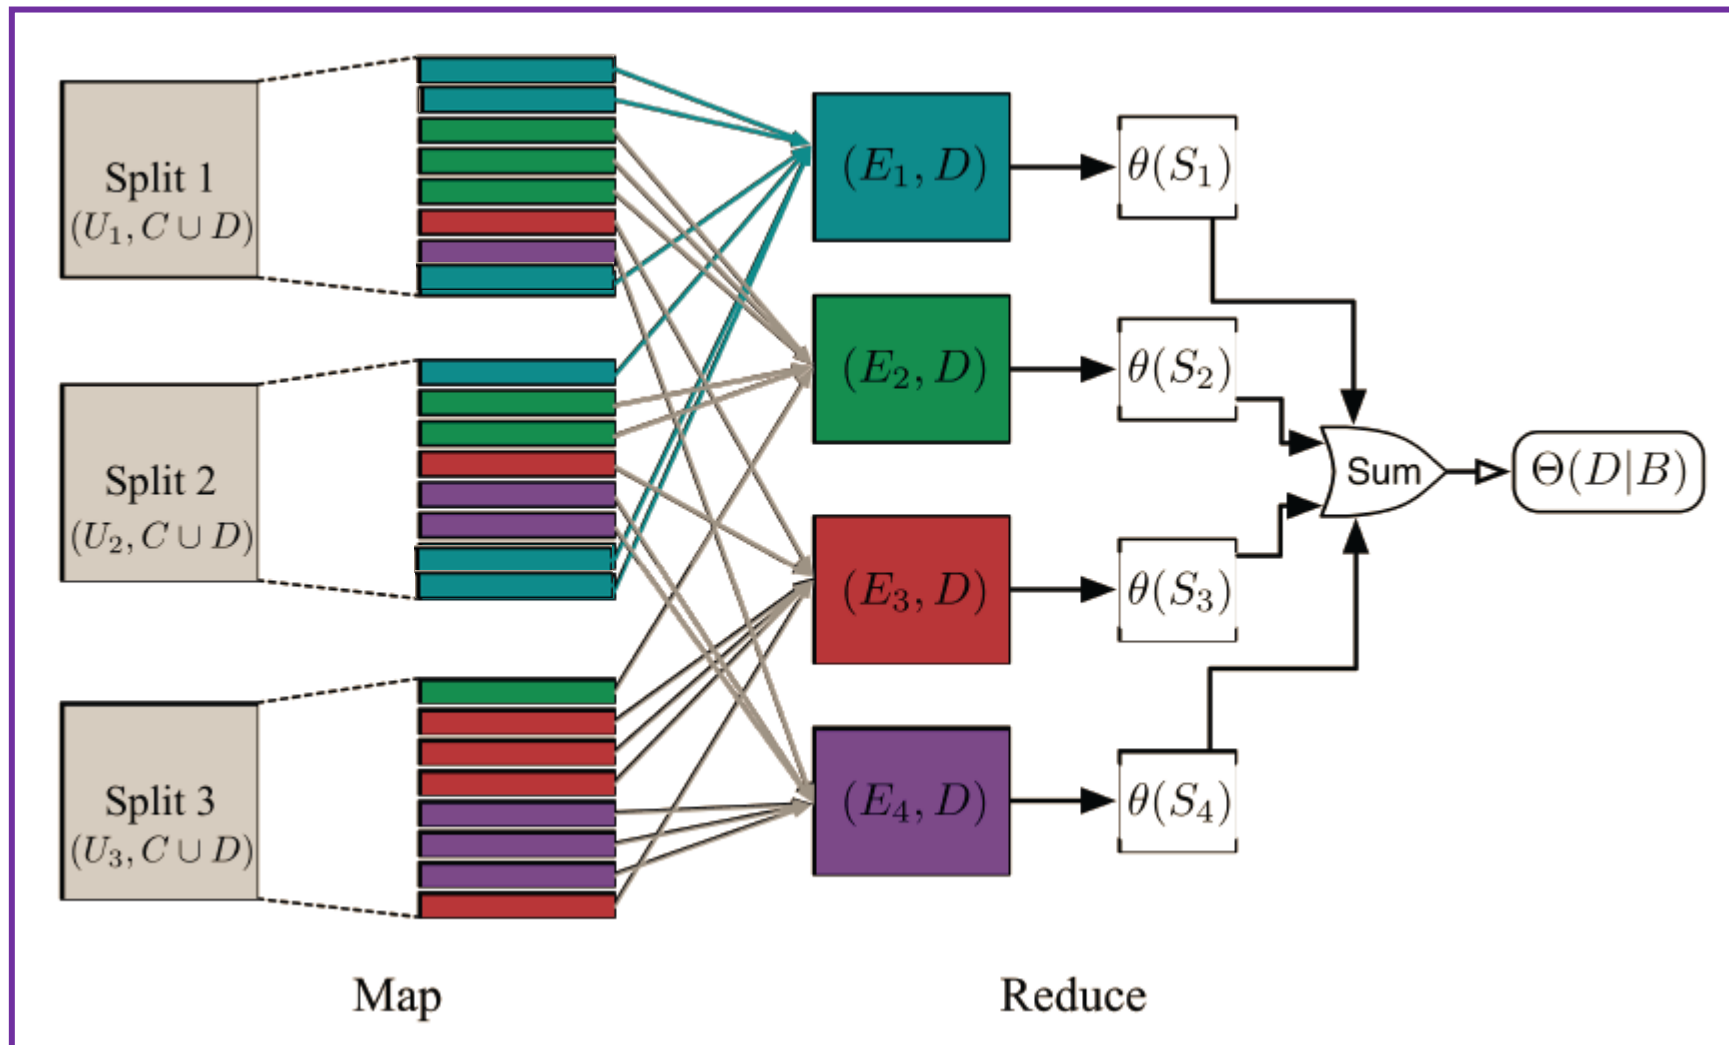 Split 1
(U₁, C ∪ D)
Split 2
(U₂, C ∪ D)
Split 3
(U₃, C ∪ D)
Map
(E₁, D)
(E₂, D)
(E₃, D)
(E₄, D)
θ(S₁)
θ(S₂)
θ(S₃)
θ(S₄)
Sum
Θ(D|B)
Reduce